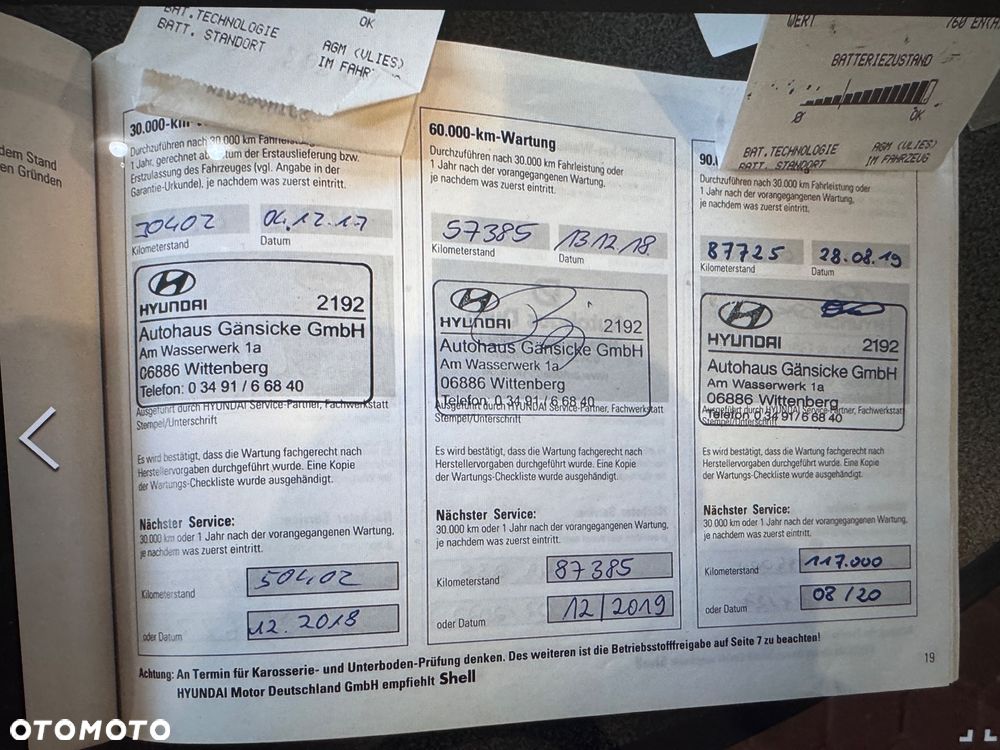 BAT.TECHNOLOGIE
BATT. STANDORT
OK
AGM (VLIES)
IM FAHR
WERT
760 EN(A
BATTERIEZUSTAND
OK
BAT.TECHNOLOGIE
BATT. STANDORT
AGM (VLIES)
IM FAHRZEUG
dem Stand
en Gründen
30.000-km
Durchzuführen nach 30.000 km Fahrleistung
1 Jahr, gerechnet ab Datum der Erstauslieferung bzw.
Erstzulassung des Fahrzeuges (vgl. Angabe in der
Garantie-Urkunde), je nachdem was zuerst eintritt.
30402
04.12.17
Kilometerstand
Datum
HYUNDAI
2192
Autohaus Gänsicke GmbH
Am Wasserwerk 1a
06886 Wittenberg
Telefon: 0 34 91 / 6 68 40
Ausgeführt durch HYUNDAI Service-Partner, Fachwerkstatt
Stempel/Unterschrift
Es wird bestätigt, dass die Wartung fachgerecht nach
Herstellervorgaben durchgeführt wurde. Eine Kopie
der Wartungs-Checkliste wurde ausgehändigt.
Nächster Service:
30.000 km oder 1 Jahr nach der vorangegangenen Wartung,
je nachdem was zuerst eintritt.
Kilometerstand
50402
oder Datum
12. 2018
60.000-km-Wartung
Durchzuführen nach 30.000 km Fahrleistung oder
1 Jahr nach der vorangegangenen Wartung,
je nachdem was zuerst eintritt.
57385
13.12.18.
Kilometerstand
Datum
HYUNDAI
2192
Autohaus Gänsicke GmbH
Am Wasserwerk 1a
06886 Wittenberg
Telefon: 0 34 91 / 6 68 40
Ausgeführt durch HYUNDAI Service-Partner, Fachwerkstatt
Stempel/Unterschrift
Es wird bestätigt, dass die Wartung fachgerecht nach
Herstellervorgaben durchgeführt wurde. Eine Kopie
der Wartungs-Checkliste wurde ausgehändigt.
Nächster Service:
30.000 km oder 1 Jahr nach der vorangegangenen Wartung,
je nachdem was zuerst eintritt.
Kilometerstand
87385
oder Datum
12/2019
90.
Durchzuführen nach 30.000 km Fahrleistung oder
1 Jahr nach der vorangegangenen Wartung,
je nachdem was zuerst eintritt.
87725
28.08.19
Kilometerstand
Datum
HYUNDAI
2192
Autohaus Gänsicke GmbH
Am Wasserwerk 1a
06886 Wittenberg
Telefon 0 34 91/6 68 40
Ausgeführt durch HYUNDAI Service-Partner, Fachwerkstatt
Stempel/Unterschrift
Es wird bestätigt, dass die Wartung fachgerecht nach
Herstellervorgaben durchgeführt wurde. Eine Kopie
der Wartungs-Checkliste wurde ausgehändigt.
Nächster Service:
30.000 km oder 1 Jahr nach der vorangegangenen Wartung,
je nachdem was zuerst eintritt.
Kilometerstand
117.000
oder Datum
08/20
Achtung: An Termin für Karosserie- und Unterboden-Prüfung denken. Des weiteren ist die Betriebsstofffreigabe auf Seite 7 zu beachten!
HYUNDAI Motor Deutschland GmbH empfiehlt Shell
19
OTOMOTO